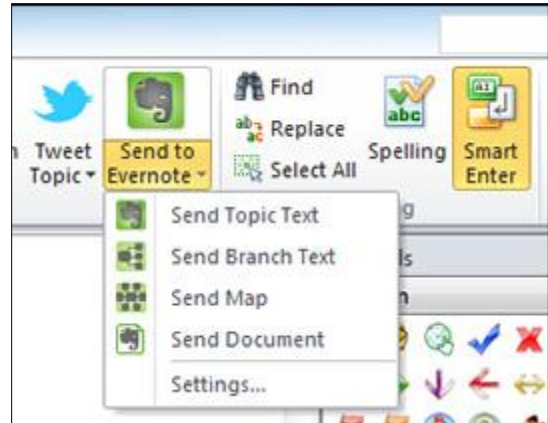 Find
Replace
Select All
Tweet
Topic
Send to
Evernote
abc
Spelling
Smart
Enter
Send Topic Text
Send Branch Text
Send Map
Send Document
Settings...